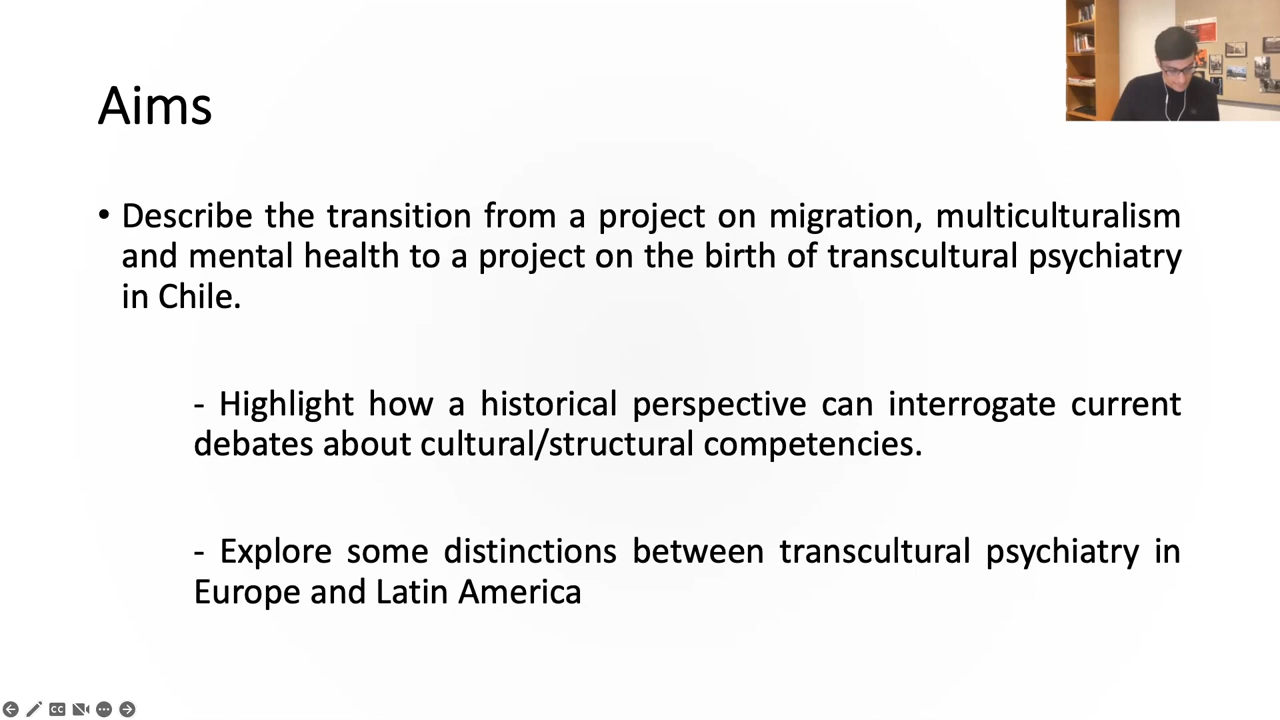 Aims
• Describe the transition from a project on migration, multiculturalism
and mental health to a project on the birth of transcultural psychiatry
in Chile.
- Highlight how a historical perspective can interrogate current
debates about cultural/structural competencies.
- Explore some distinctions between transcultural psychiatry in
Europe and Latin America
CC